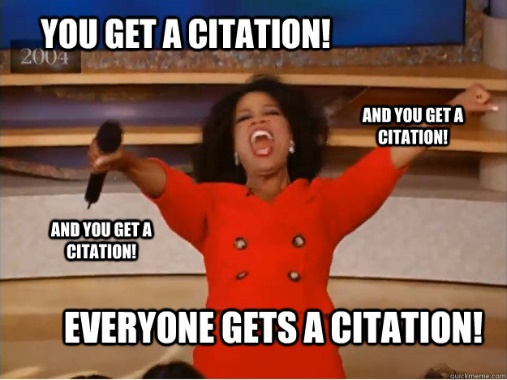 YOU GET A CITATION!
2004
AND YOU GET A
CITATION!
AND YOU GET A
CITATION!
EVERYONE GETS A CITATION!
quickmeme.com